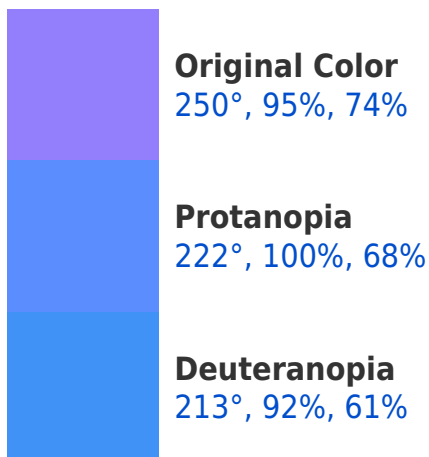 Original Color
250°, 95%, 74%
Protanopia
222°, 100%, 68%
Deuteranopia
213°, 92%, 61%